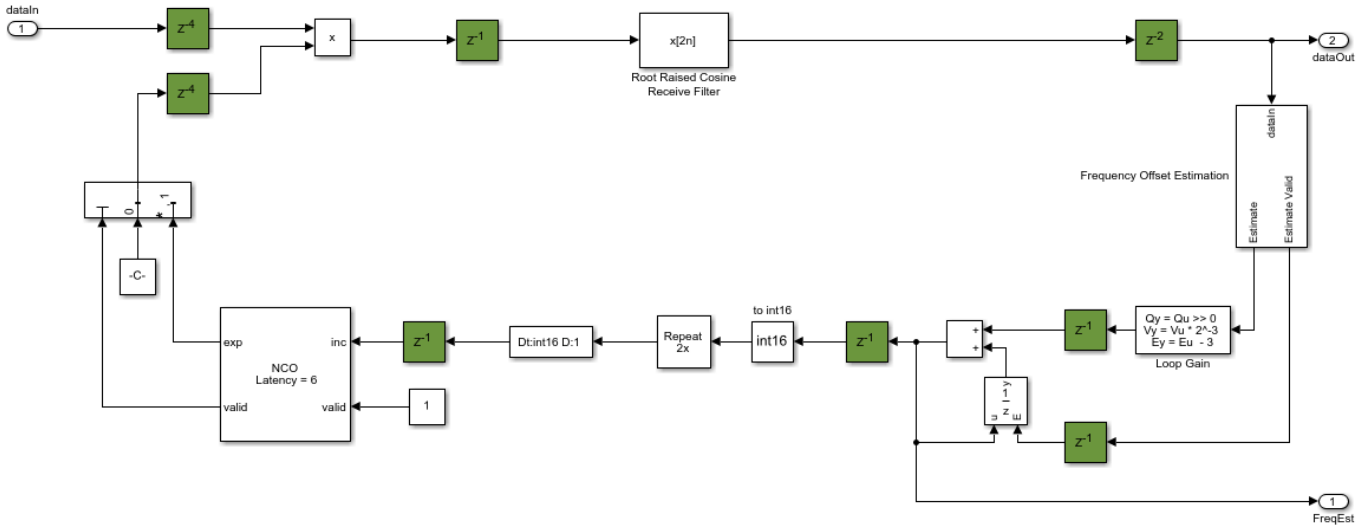 dataIn
1
z-4
x
z-1
x[2n]
Root Raised Cosine
Receive Filter
z-2
2
dataOut
z-4
dataIn
Frequency Offset Estimation
Estimate
Estimate Valid
T
0
*, 1
-C-
to int16
Qy = Qu >> 0
Vy = Vu * 2^-3
Ey = Eu - 3
Loop Gain
z-1
+
+
z-1
int16
Repeat
2x
Dt:int16 D:1
z-1
exp
inc
NCO
Latency = 6
valid
valid
1
u
1
z
y
E
z-1
1
FreqEst